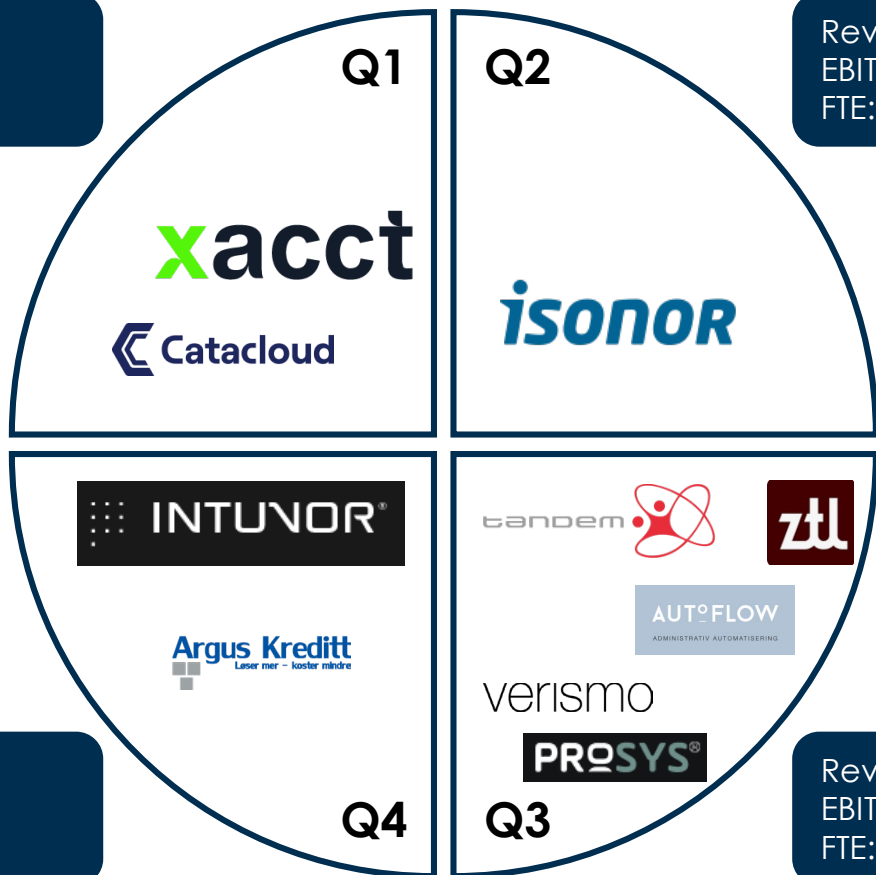 Q1
Q2
Rev
EBIT
FTE:
xacct
Catacloud
isonor
INTUNOR®
tandem
ztl
AUTOFLOW
ADMINISTRATIV AUTOMATISERING
Argus Kreditt
Løser mer – koster mindre
verismo
PROSYS®
Q4
Q3
Rev
EBIT
FTE: